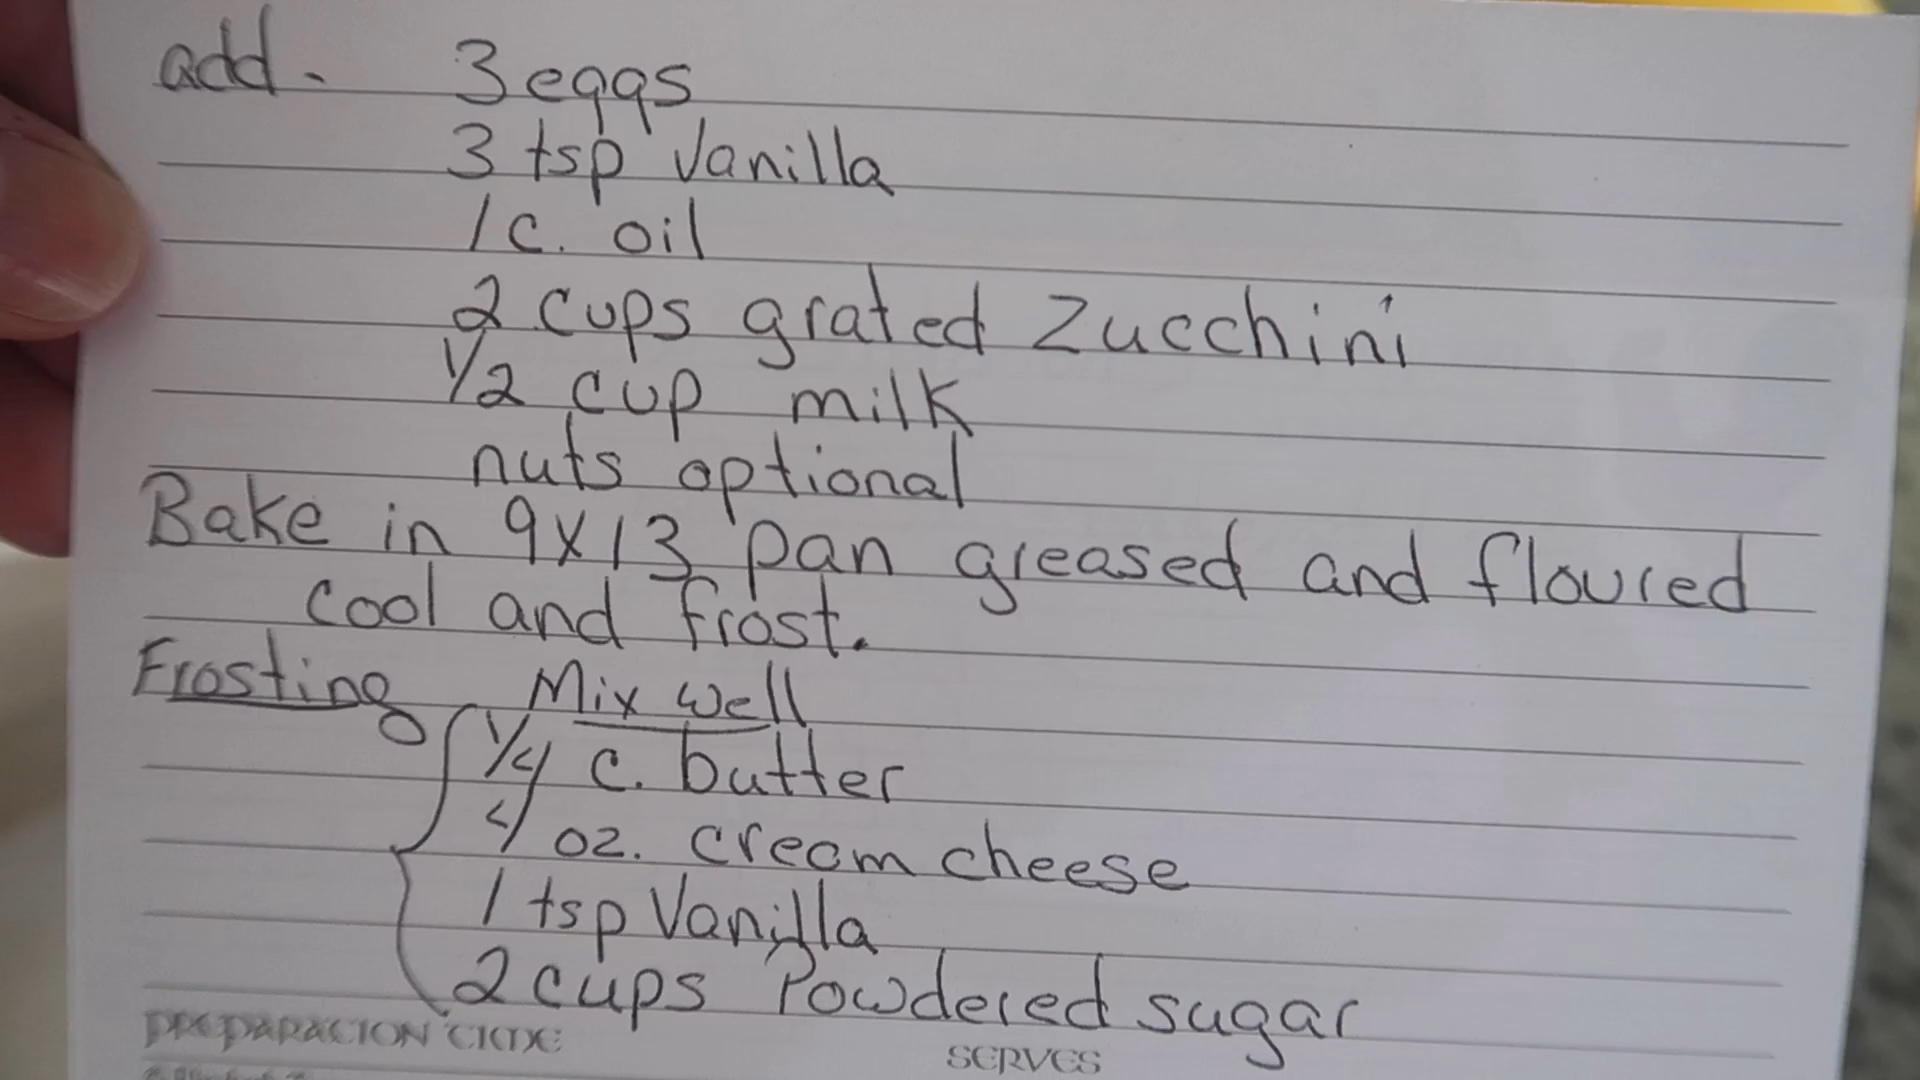 add. 3 eggs
3 tsp Vanilla
1 c. oil
2 cups grated Zucchini
1/2 cup milk
nuts optional
Bake in 9X13 pan greased and floured
cool and frost.
Frosting Mix well
1/4 c. butter
4 oz. cream cheese
1 tsp Vanilla
2 cups Powdered sugar
PREPARATION TIME
SERVES